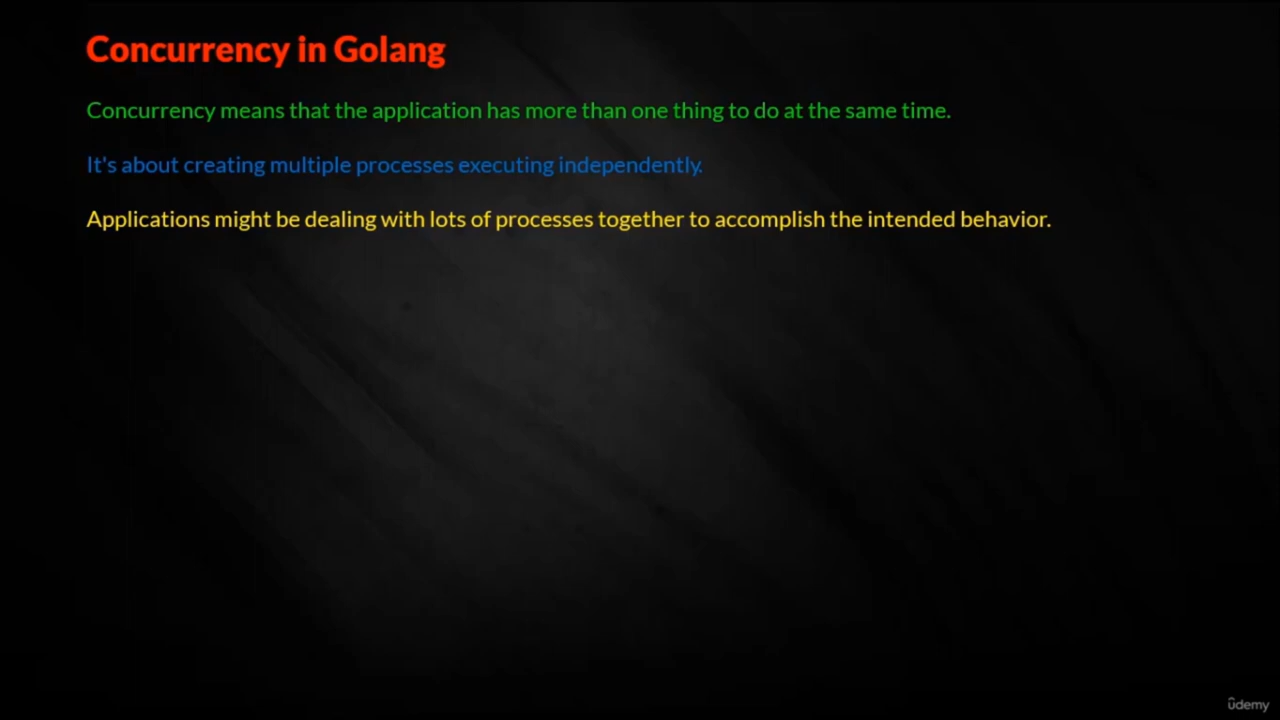 Concurrency in Golang
Concurrency means that the application has more than one thing to do at the same time.
It's about creating multiple processes executing independently.
Applications might be dealing with lots of processes together to accomplish the intended behavior.
ûdemy